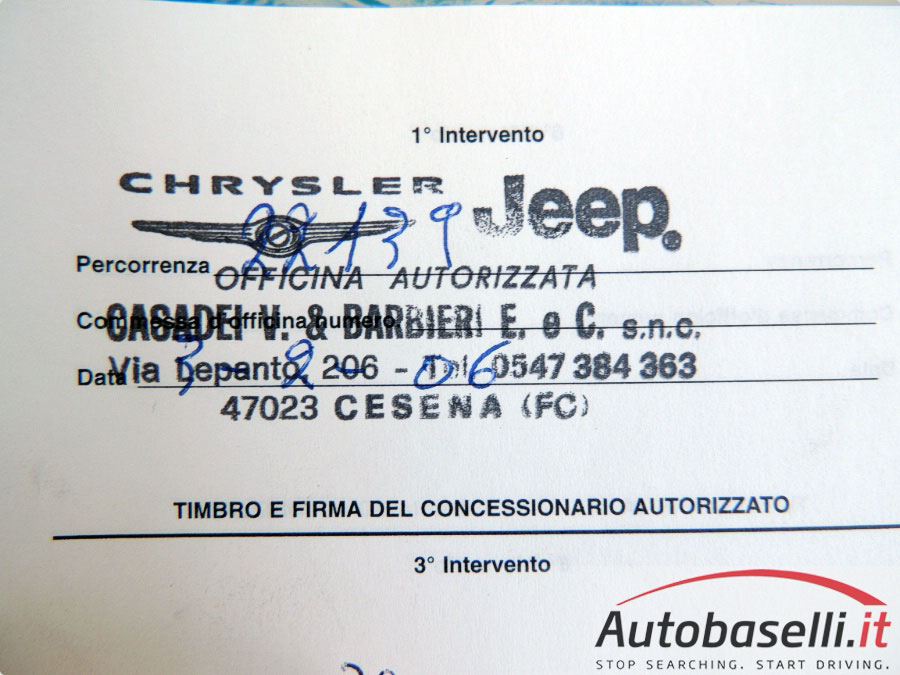 1° Intervento
CHRYSLER Jeep.
22139
Percorrenza
OFFICINA AUTORIZZATA
Commessa d'officina numero
CASADEI V. & BARBIERI E. e C. s.n.c.
Via Lepanto, 206 - Tel. 0547 384 363
Data 3-2-06
47023 CESENA (FC)
TIMBRO E FIRMA DEL CONCESSIONARIO AUTORIZZATO
3° Intervento
Autobaselli.it
STOP SEARCHING. START DRIVING.